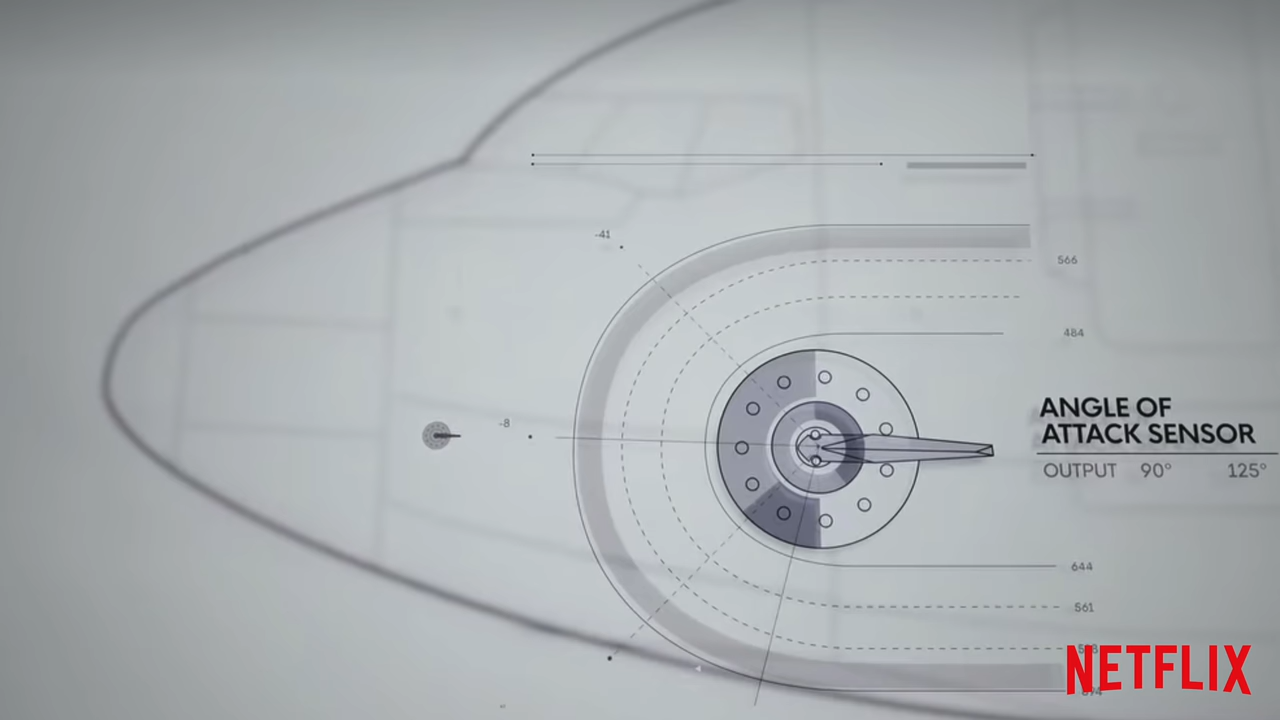 -41
566
484
-8
ANGLE OF
ATTACK SENSOR
OUTPUT 90° 125°
644
561
NETFLIX